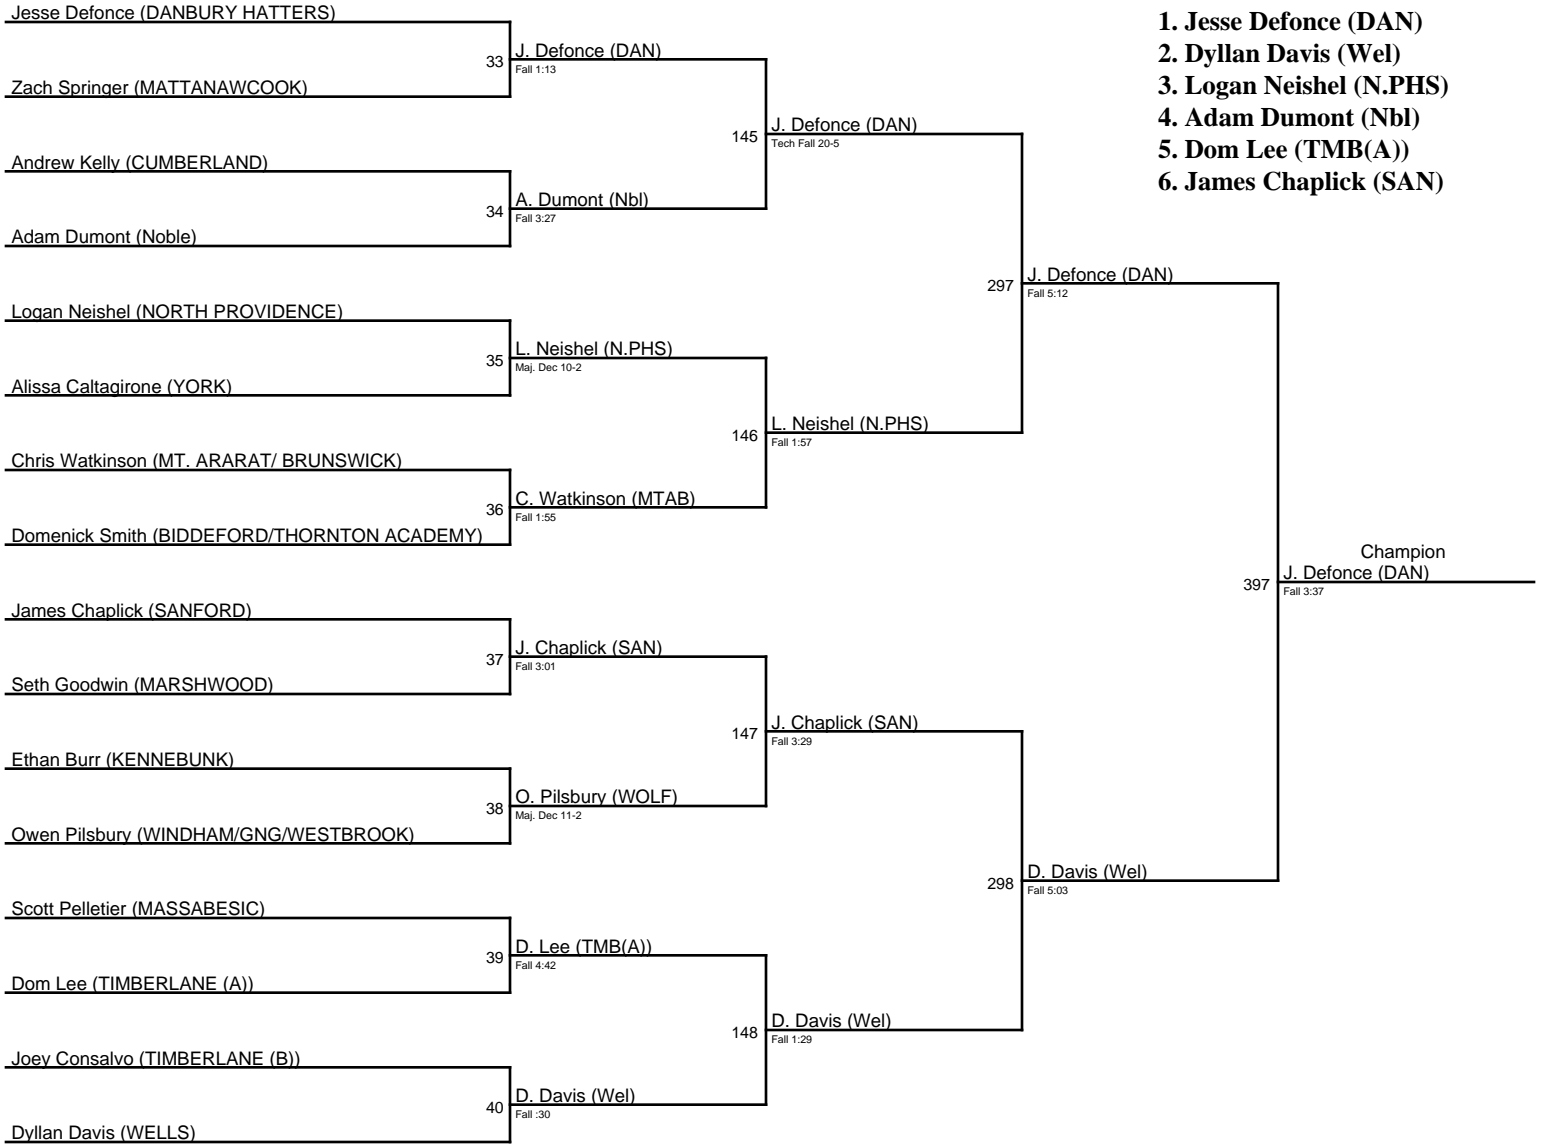 Jesse Defonce (DANBURY HATTERS)
33
Zach Springer (MATTANAWCOOK)
J. Defonce (DAN)
Fall 1:13
Andrew Kelly (CUMBERLAND)
34
Adam Dumont (Noble)
A. Dumont (Nbl)
Fall 3:27
145
J. Defonce (DAN)
Tech Fall 20-5
Logan Neishel (NORTH PROVIDENCE)
35
Alissa Caltagirone (YORK)
L. Neishel (N.PHS)
Maj. Dec 10-2
Chris Watkinson (MT. ARARAT/ BRUNSWICK)
36
Domenick Smith (BIDDEFORD/THORNTON ACADEMY)
C. Watkinson (MTAB)
Fall 1:55
146
L. Neishel (N.PHS)
Fall 1:57
297
J. Defonce (DAN)
Fall 5:12
James Chaplick (SANFORD)
37
Seth Goodwin (MARSHWOOD)
J. Chaplick (SAN)
Fall 3:01
Ethan Burr (KENNEBUNK)
38
Owen Pilsbury (WINDHAM/GNG/WESTBROOK)
O. Pilsbury (WOLF)
Maj. Dec 11-2
147
J. Chaplick (SAN)
Fall 3:29
Scott Pelletier (MASSABESIC)
39
Dom Lee (TIMBERLANE (A))
D. Lee (TMB(A))
Fall 4:42
Joey Consalvo (TIMBERLANE (B))
40
Dyllan Davis (WELLS)
D. Davis (Wel)
Fall :30
148
D. Davis (Wel)
Fall 1:29
298
D. Davis (Wel)
Fall 5:03
397
Champion
J. Defonce (DAN)
Fall 3:37
1. Jesse Defonce (DAN)
2. Dyllan Davis (Wel)
3. Logan Neishel (N.PHS)
4. Adam Dumont (Nbl)
5. Dom Lee (TMB(A))
6. James Chaplick (SAN)